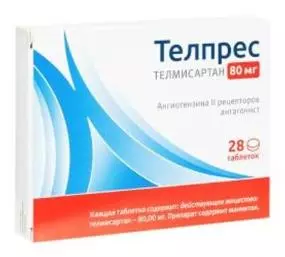 Телпрес
ТЕЛМИСАРТАН 80 мг
Ангиотензина II рецепторов
антагонист
28
таблеток
Каждая таблетка содержит: действующее вещество:
телмисартан – 80,00 мг. Препарат содержит маннитол.